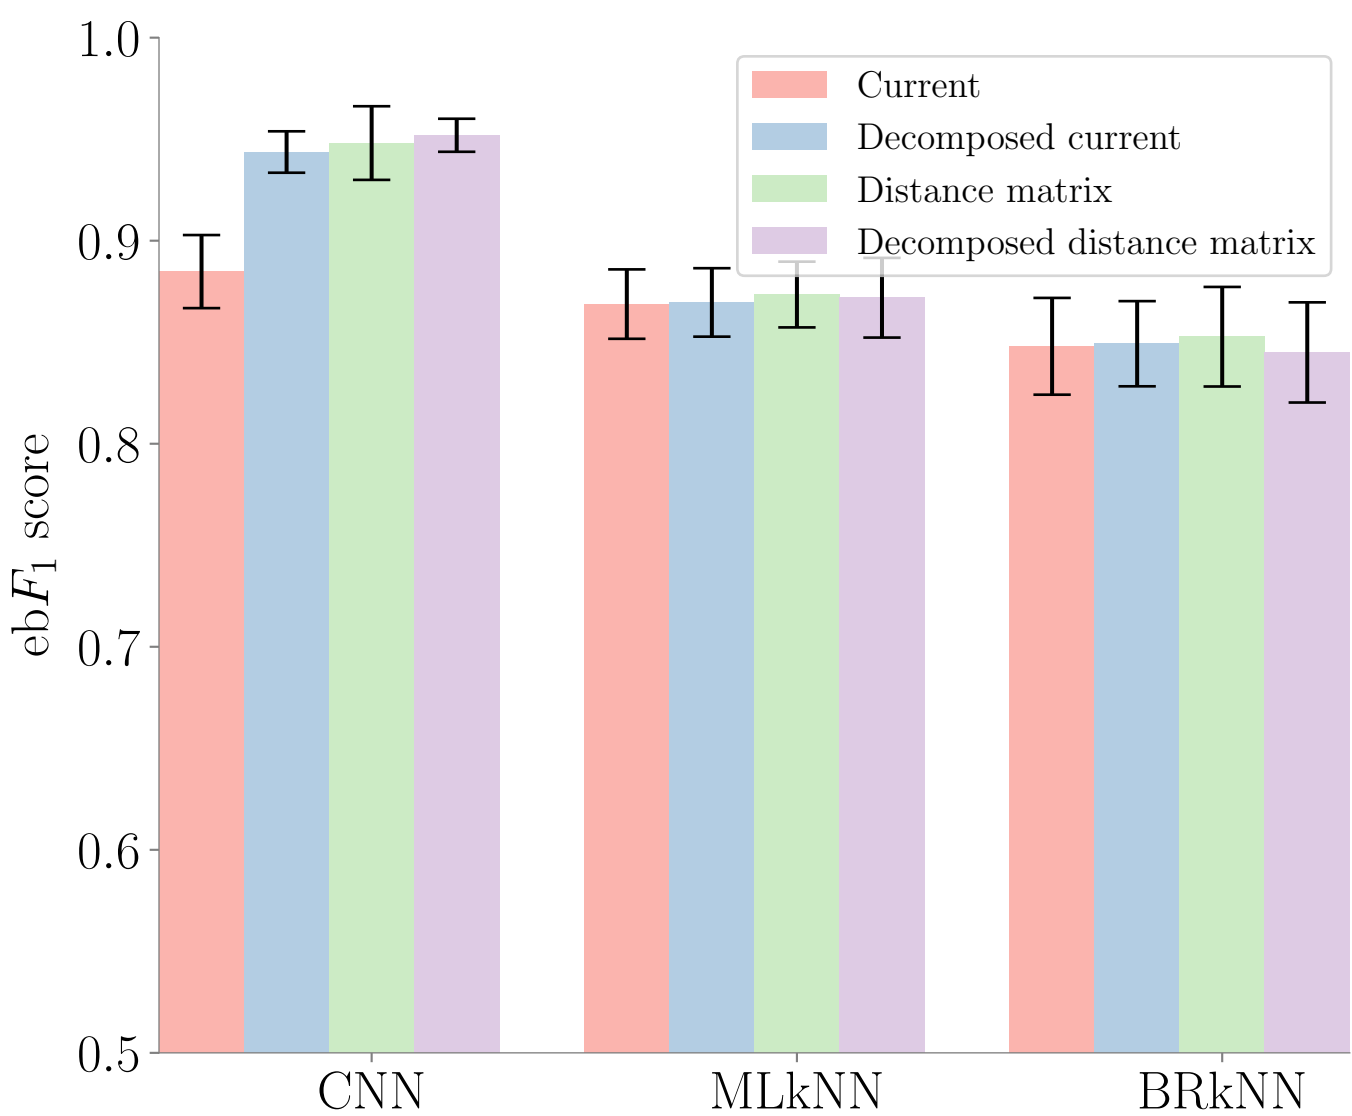 1.0
0.9
0.8
0.7
0.6
0.5
ebF₁ score
Current
Decomposed current
Distance matrix
Decomposed distance matrix
CNN
MLkNN
BRkNN